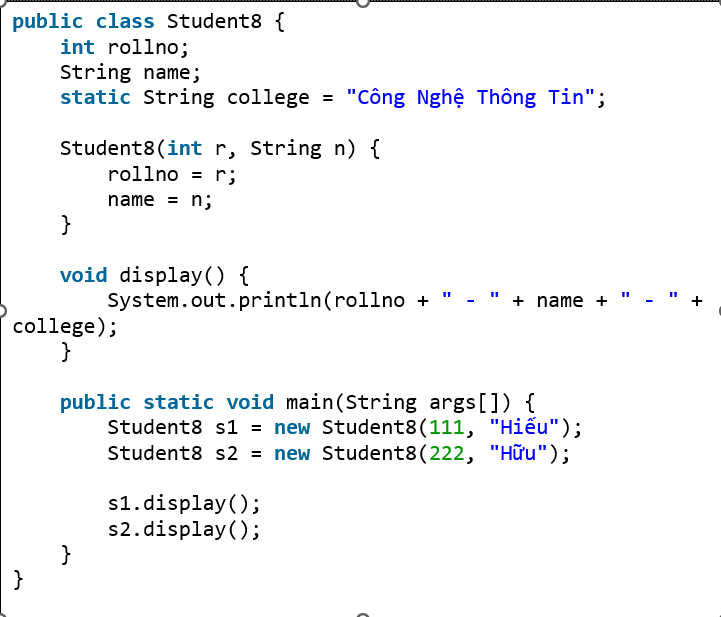 public class Student8 {
    int rollno;
    String name;
    static String college = "Công Nghệ Thông Tin";

    Student8(int r, String n) {
        rollno = r;
        name = n;
    }

    void display() {
        System.out.println(rollno + " - " + name + " - " +
college);
    }

    public static void main(String args[]) {
        Student8 s1 = new Student8(111, "Hiếu");
        Student8 s2 = new Student8(222, "Hữu");

        s1.display();
        s2.display();
    }
}